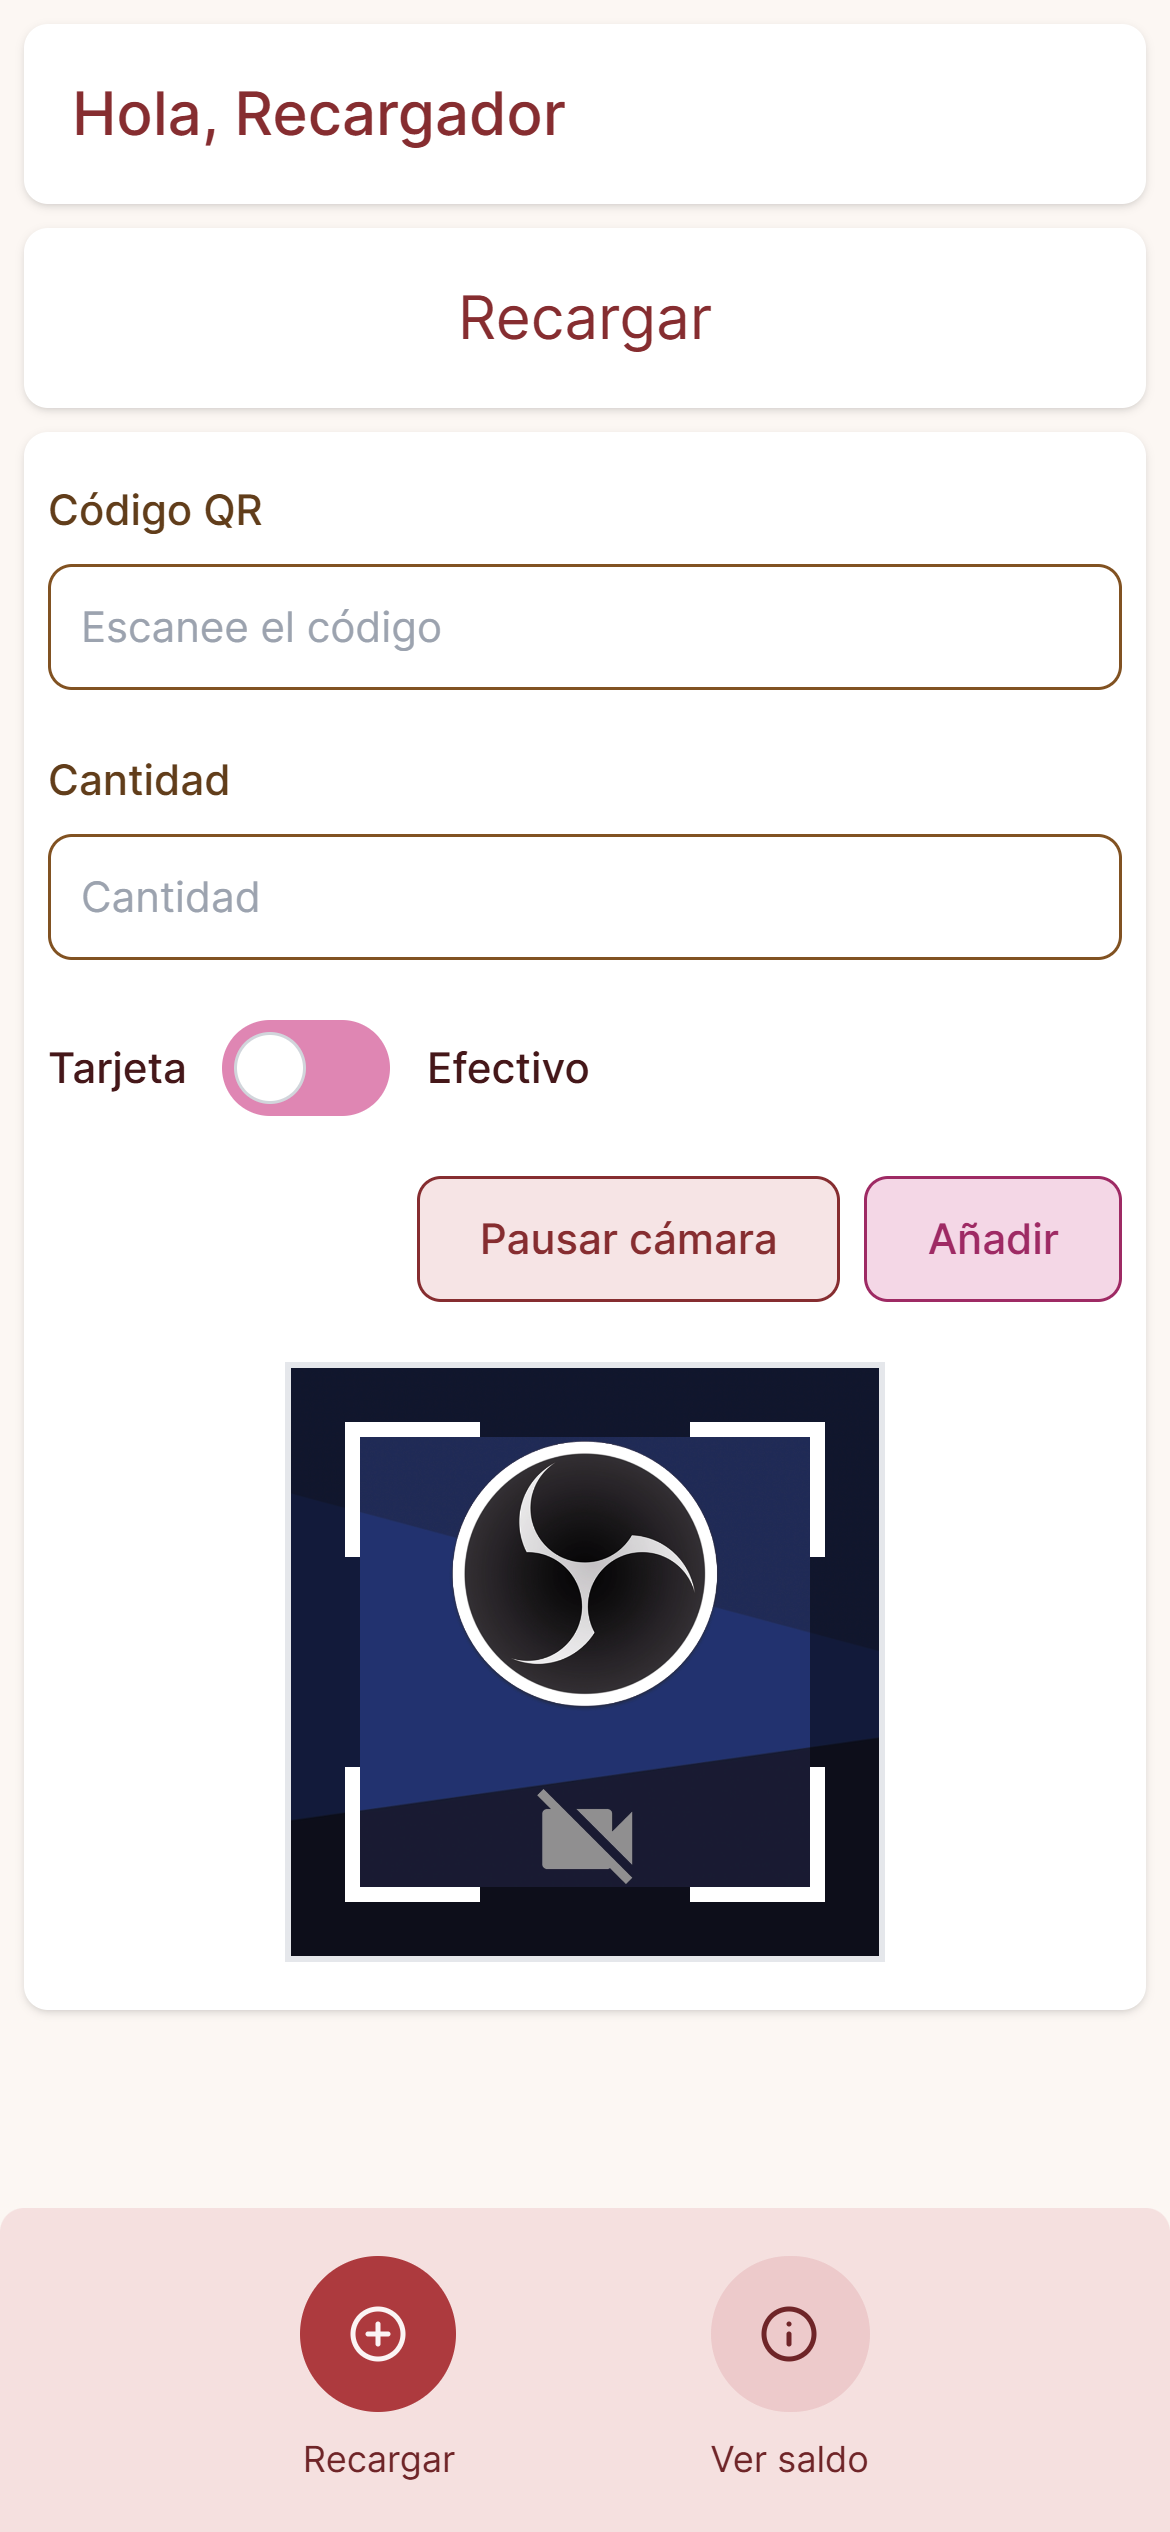 Hola, Recargador
Recargar
Código QR
Escanee el código
Cantidad
Cantidad
Tarjeta Efectivo
Pausar cámara Añadir
Recargar Ver saldo